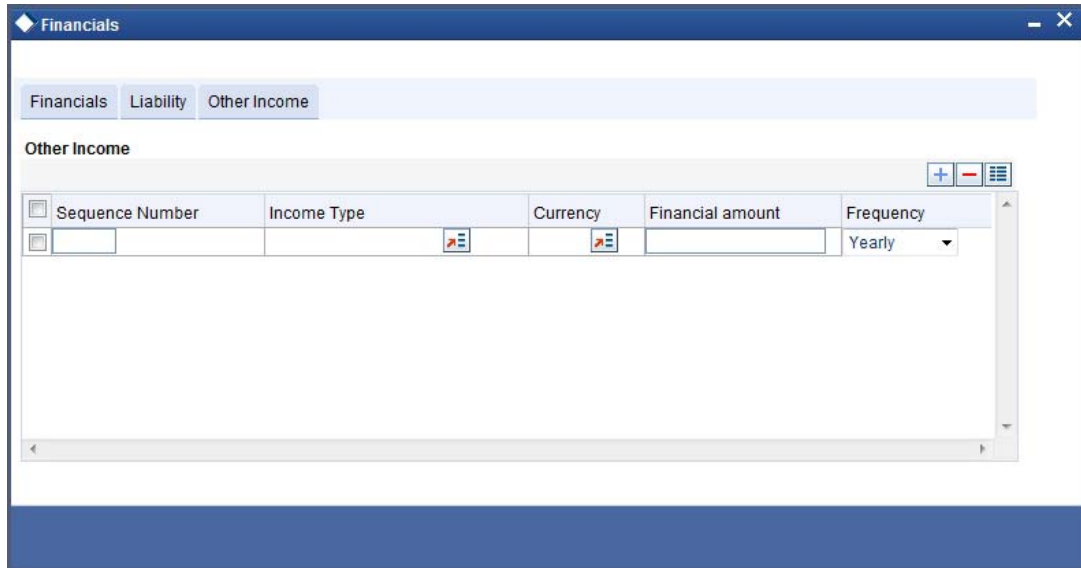 Financials
Financials Liability Other Income
Other Income
Sequence Number Income Type Currency Financial amount Frequency
Yearly